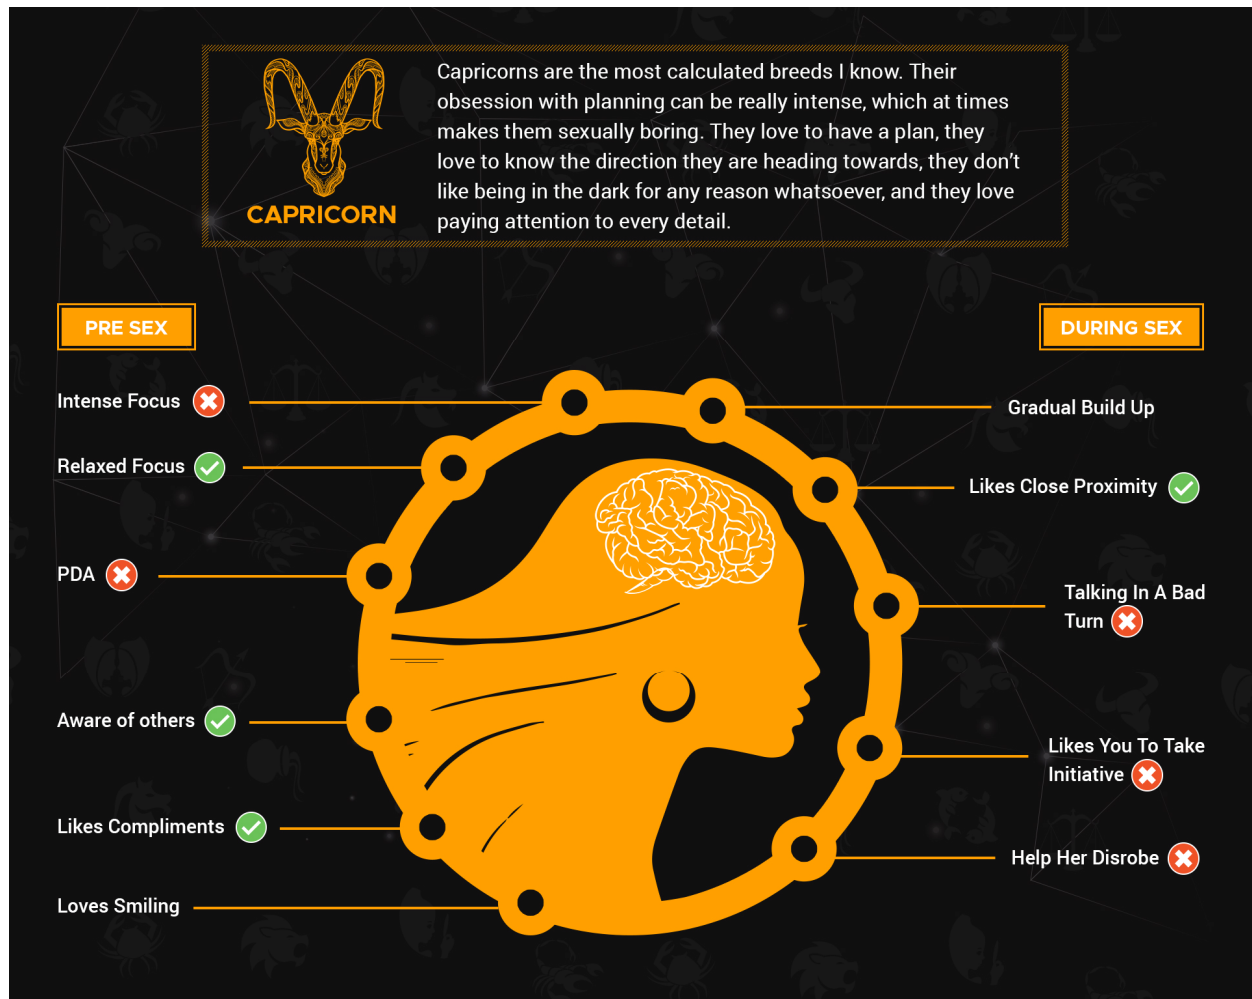 Capricorns are the most calculated breeds I know. Their
obsession with planning can be really intense, which at times
makes them sexually boring. They love to have a plan, they
love to know the direction they are heading towards, they don't
like being in the dark for any reason whatsoever, and they love
paying attention to every detail.
CAPRICORN
PRE SEX
Intense Focus
Relaxed Focus
PDA
Aware of others
Likes Compliments
Loves Smiling
DURING SEX
Gradual Build Up
Likes Close Proximity
Talking In A Bad
Turn
Likes You To Take
Initiative
Help Her Disrobe